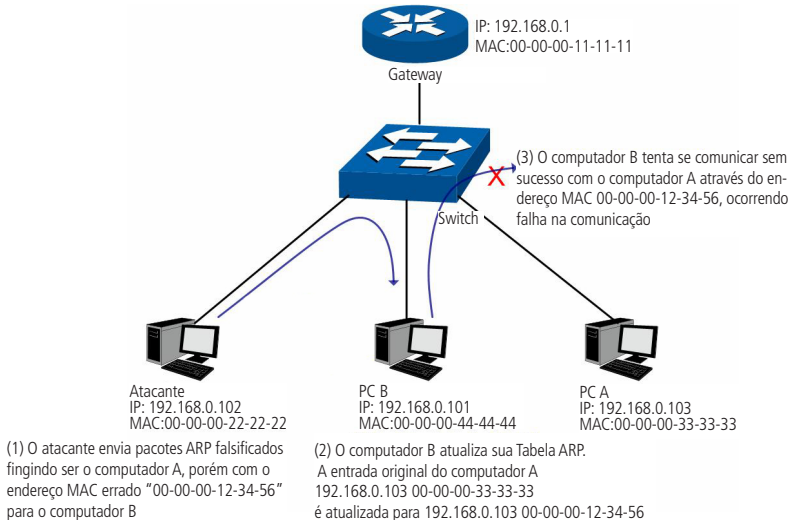 IP: 192.168.0.1
MAC:00-00-00-11-11-11
Gateway
(3) O computador B tenta se comunicar sem
sucesso com o computador A através do en-
dereço MAC 00-00-00-12-34-56, ocorrendo
falha na comunicação
X
Switch
Atacante
IP: 192.168.0.102
MAC:00-00-00-22-22-22
PC B
IP: 192.168.0.101
MAC:00-00-00-44-44-44
PC A
IP: 192.168.0.103
MAC:00-00-00-33-33-33
(1) O atacante envia pacotes ARP falsificados
fingindo ser o computador A, porém com o
endereço MAC errado “00-00-00-12-34-56”
para o computador B
(2) O computador B atualiza sua Tabela ARP.
A entrada original do computador A
192.168.0.103 00-00-00-33-33-33
é atualizada para 192.168.0.103 00-00-00-12-34-56